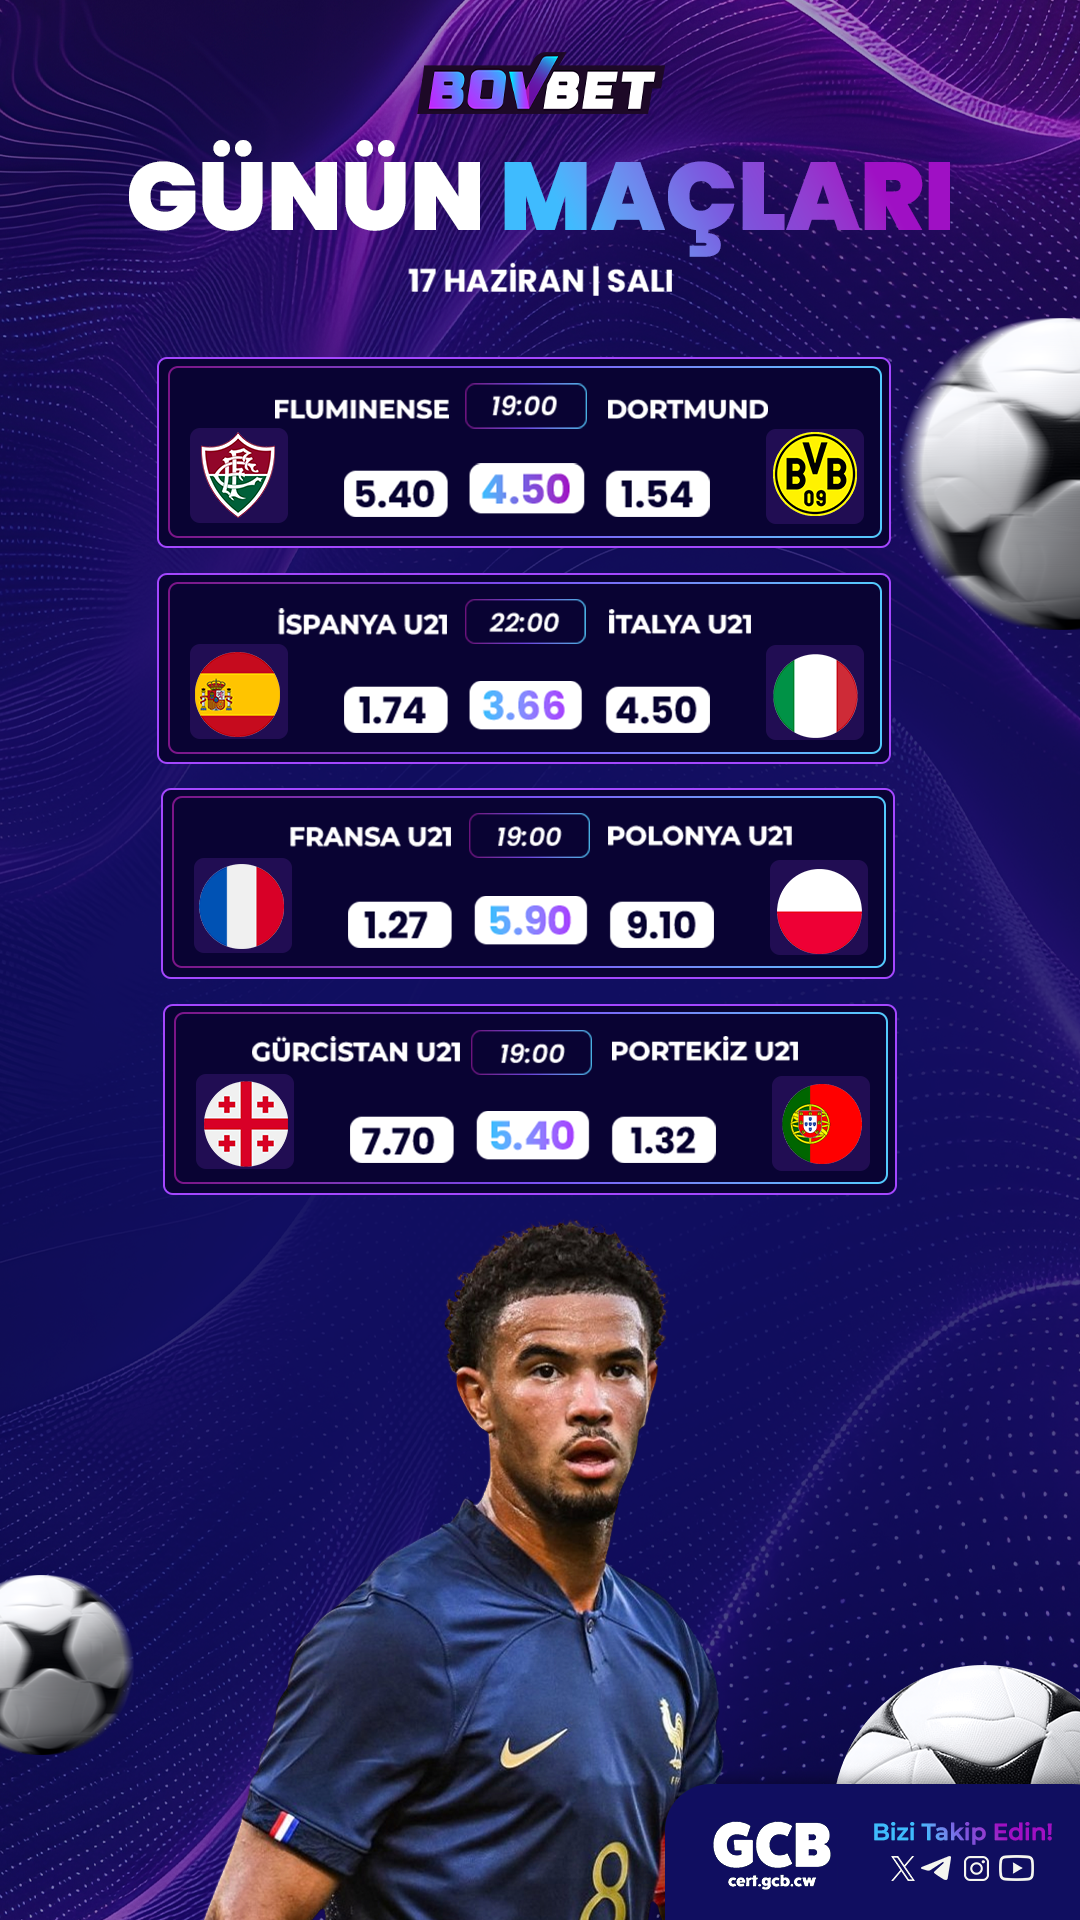 BOVBET
GÜNÜN MAÇLARI
17 HAZİRAN | SALI
FLUMINENSE 19:00 DORTMUND
5.40 4.50 1.54
BVB 09
İSPANYA U21 22:00 İTALYA U21
1.74 3.66 4.50
FRANSA U21 19:00 POLONYA U21
1.27 5.90 9.10
GÜRCİSTAN U21 19:00 PORTEKİZ U21
7.70 5.40 1.32
8
GCB
cert.gcb.cw
Bizi Takip Edin!